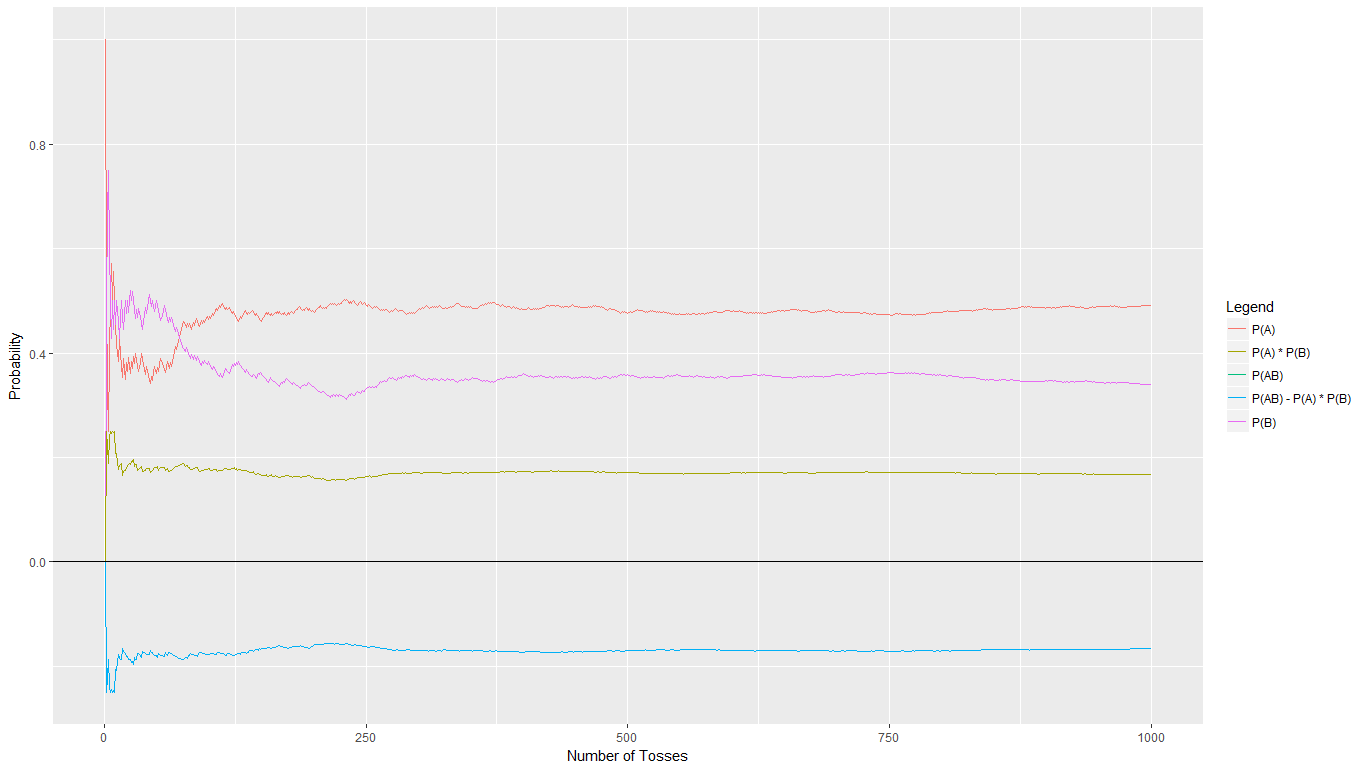 0.8
0.4
0.0
Probability
0
250
500
750
1000
Number of Tosses
Legend
P(A)
P(A) * P(B)
P(AB)
P(AB) - P(A) * P(B)
P(B)